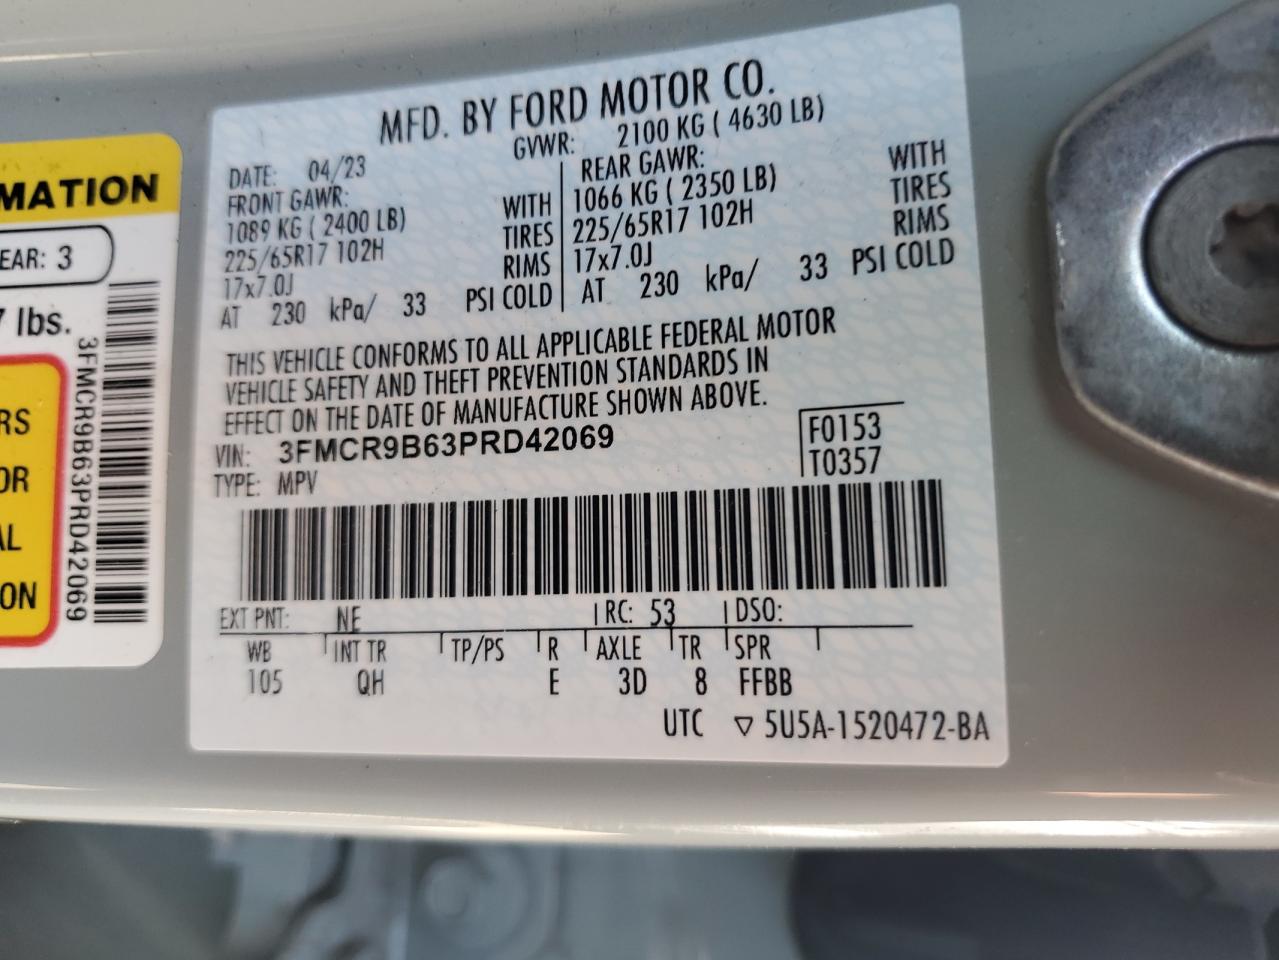 MATION
EAR: 3
7 lbs.
RS
OR
AL
ON
3FMCR9B63PRD42069
MFD. BY FORD MOTOR CO.
DATE: 04/23 GVWR: 2100 KG ( 4630 LB)
FRONT GAWR:
1089 KG ( 2400 LB) WITH
225/65R17 102H TIRES
17x7.0J RIMS
AT 230 kPa/ 33 PSI COLD
REAR GAWR:
1066 KG ( 2350 LB) WITH
225/65R17 102H TIRES
17x7.0J RIMS
AT 230 kPa/ 33 PSI COLD
THIS VEHICLE CONFORMS TO ALL APPLICABLE FEDERAL MOTOR
VEHICLE SAFETY AND THEFT PREVENTION STANDARDS IN
EFFECT ON THE DATE OF MANUFACTURE SHOWN ABOVE.
VIN: 3FMCR9B63PRD42069
TYPE: MPV
F0153
T0357
EXT PNT: NE RC: 53 DSO:
WB INT TR TP/PS R AXLE TR SPR
105 QH E 3D 8 FFBB
UTC ▽ 5U5A-1520472-BA